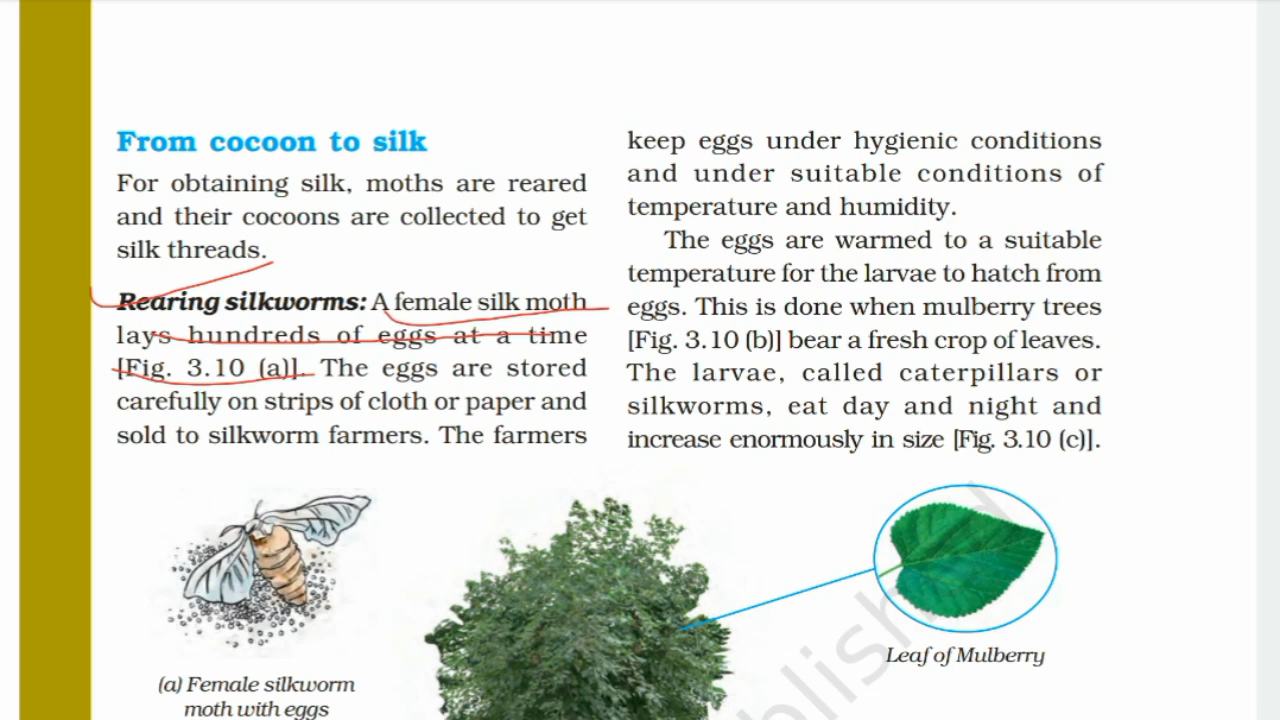 From cocoon to silk
For obtaining silk, moths are reared
and their cocoons are collected to get
silk threads.
Rearing silkworms: A female silk moth
lays hundreds of eggs at a time
[Fig. 3.10 (a)]. The eggs are stored
carefully on strips of cloth or paper and
sold to silkworm farmers. The farmers
keep eggs under hygienic conditions
and under suitable conditions of
temperature and humidity.
The eggs are warmed to a suitable
temperature for the larvae to hatch from
eggs. This is done when mulberry trees
[Fig. 3.10 (b)] bear a fresh crop of leaves.
The larvae, called caterpillars or
silkworms, eat day and night and
increase enormously in size [Fig. 3.10 (c)].
(a) Female silkworm
moth with eggs
Leaf of Mulberry